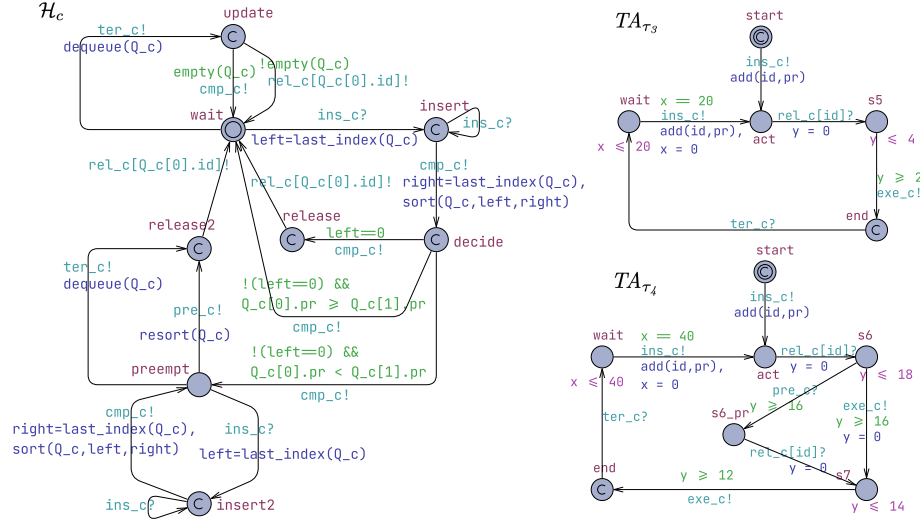 H_c
update
ter_c!
dequeue(Q_c)
!empty(Q_c)
empty(Q_c)
rel_c[Q_c[0].id]!
cmp_c!
wait
ins_c?
left=last_index(Q_c)
insert
ins_c?
rel_c[Q_c[0].id]!
rel_c[Q_c[0].id]!
cmp_c!
right=last_index(Q_c),
sort(Q_c,left,right)
release2
release
left==0
cmp_c!
decide
ter_c!
dequeue(Q_c)
!(left==0) &&
Q_c[0].pr ≥ Q_c[1].pr
cmp_c!
pre_c!
resort(Q_c)
!(left==0) &&
Q_c[0].pr < Q_c[1].pr
cmp_c!
preempt
cmp_c!
right=last_index(Q_c),
sort(Q_c,left,right)
ins_c?
left=last_index(Q_c)
ins_c?
insert2
TA_τ3
start
ins_c!
add(id,pr)
wait
x == 20
ins_c!
add(id,pr),
x = 0
x ≤ 20
act
rel_c[id]?
y = 0
s5
y ≤ 4
y ≥ 2
exe_c!
end
ter_c?
TA_τ4
start
ins_c!
add(id,pr)
wait
x == 40
ins_c!
add(id,pr),
x = 0
x ≤ 40
act
rel_c[id]?
y = 0
s6
y ≤ 18
pre_c?
y ≥ 16
s6_pr
exe_c!
y ≥ 16
y = 0
ter_c?
rel_c[id]?
y = 0
end
y ≥ 12
exe_c!
s7
y ≤ 14
C
C
C
C
C
C
C
C
C
C
C